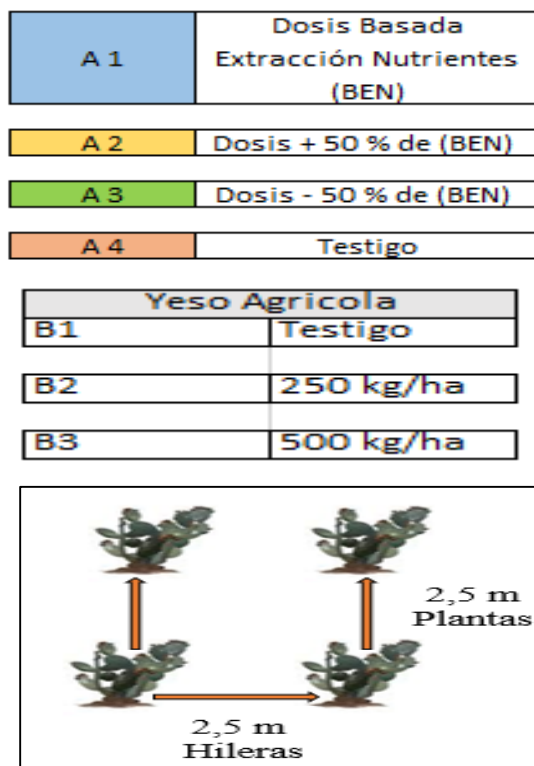 A 1
Dosis Basada
Extracción Nutrientes
(BEN)
A 2
Dosis + 50 % de (BEN)
A 3
Dosis - 50 % de (BEN)
A 4
Testigo
Yeso Agricola
B1
Testigo
B2
250 kg/ha
B3
500 kg/ha
2,5 m
Plantas
2,5 m
Hileras